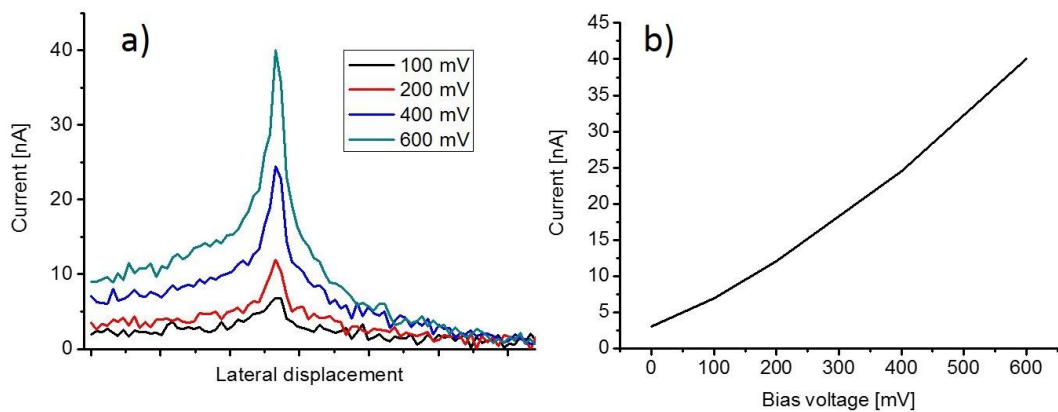 a)
Current [nA]
40
30
20
10
0
100 mV
200 mV
400 mV
600 mV
Lateral displacement
b)
Current [nA]
45
40
35
30
25
20
15
10
5
0
0 100 200 300 400 500 600
Bias voltage [mV]